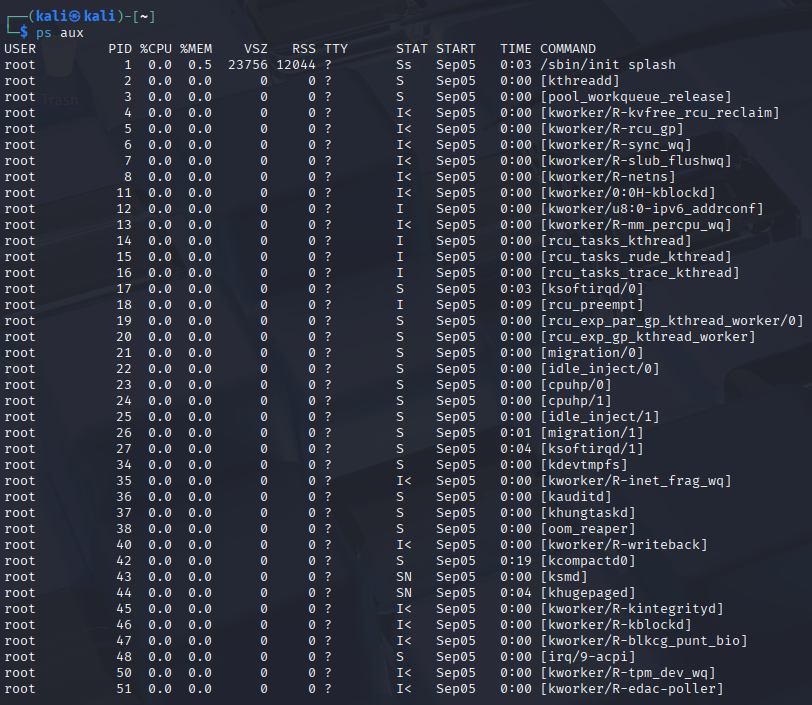 ┌──(kali㉿kali)-[~]
└─$ ps aux
USER         PID %CPU %MEM    VSZ   RSS TTY      STAT START   TIME COMMAND
root           1  0.0  0.5  23756 12044 ?        Ss   Sep05   0:03 /sbin/init splash
root           2  0.0  0.0      0     0 ?        S    Sep05   0:00 [kthreadd]
root           3  0.0  0.0      0     0 ?        S    Sep05   0:00 [pool_workqueue_release]
root           4  0.0  0.0      0     0 ?        I<   Sep05   0:00 [kworker/R-kvfree_rcu_reclaim]
root           5  0.0  0.0      0     0 ?        I<   Sep05   0:00 [kworker/R-rcu_gp]
root           6  0.0  0.0      0     0 ?        I<   Sep05   0:00 [kworker/R-sync_wq]
root           7  0.0  0.0      0     0 ?        I<   Sep05   0:00 [kworker/R-slub_flushwq]
root           8  0.0  0.0      0     0 ?        I<   Sep05   0:00 [kworker/R-netns]
root          11  0.0  0.0      0     0 ?        I<   Sep05   0:00 [kworker/0:0H-kblockd]
root          12  0.0  0.0      0     0 ?        I    Sep05   0:00 [kworker/u8:0-ipv6_addrconf]
root          13  0.0  0.0      0     0 ?        I<   Sep05   0:00 [kworker/R-mm_percpu_wq]
root          14  0.0  0.0      0     0 ?        I    Sep05   0:00 [rcu_tasks_kthread]
root          15  0.0  0.0      0     0 ?        I    Sep05   0:00 [rcu_tasks_rude_kthread]
root          16  0.0  0.0      0     0 ?        I    Sep05   0:00 [rcu_tasks_trace_kthread]
root          17  0.0  0.0      0     0 ?        S    Sep05   0:03 [ksoftirqd/0]
root          18  0.0  0.0      0     0 ?        I    Sep05   0:09 [rcu_preempt]
root          19  0.0  0.0      0     0 ?        S    Sep05   0:00 [rcu_exp_par_gp_kthread_worker/0]
root          20  0.0  0.0      0     0 ?        S    Sep05   0:00 [rcu_exp_gp_kthread_worker]
root          21  0.0  0.0      0     0 ?        S    Sep05   0:00 [migration/0]
root          22  0.0  0.0      0     0 ?        S    Sep05   0:00 [idle_inject/0]
root          23  0.0  0.0      0     0 ?        S    Sep05   0:00 [cpuhp/0]
root          24  0.0  0.0      0     0 ?        S    Sep05   0:00 [cpuhp/1]
root          25  0.0  0.0      0     0 ?        S    Sep05   0:00 [idle_inject/1]
root          26  0.0  0.0      0     0 ?        S    Sep05   0:01 [migration/1]
root          27  0.0  0.0      0     0 ?        S    Sep05   0:04 [ksoftirqd/1]
root          34  0.0  0.0      0     0 ?        S    Sep05   0:00 [kdevtmpfs]
root          35  0.0  0.0      0     0 ?        I<   Sep05   0:00 [kworker/R-inet_frag_wq]
root          36  0.0  0.0      0     0 ?        S    Sep05   0:00 [kauditd]
root          37  0.0  0.0      0     0 ?        S    Sep05   0:00 [khungtaskd]
root          38  0.0  0.0      0     0 ?        S    Sep05   0:00 [oom_reaper]
root          40  0.0  0.0      0     0 ?        I<   Sep05   0:00 [kworker/R-writeback]
root          42  0.0  0.0      0     0 ?        S    Sep05   0:19 [kcompactd0]
root          43  0.0  0.0      0     0 ?        SN   Sep05   0:00 [ksmd]
root          44  0.0  0.0      0     0 ?        SN   Sep05   0:04 [khugepaged]
root          45  0.0  0.0      0     0 ?        I<   Sep05   0:00 [kworker/R-kintegrityd]
root          46  0.0  0.0      0     0 ?        I<   Sep05   0:00 [kworker/R-kblockd]
root          47  0.0  0.0      0     0 ?        I<   Sep05   0:00 [kworker/R-blkcg_punt_bio]
root          48  0.0  0.0      0     0 ?        S    Sep05   0:00 [irq/9-acpi]
root          50  0.0  0.0      0     0 ?        I<   Sep05   0:00 [kworker/R-tpm_dev_wq]
root          51  0.0  0.0      0     0 ?        I<   Sep05   0:00 [kworker/R-edac-poller]
Trash